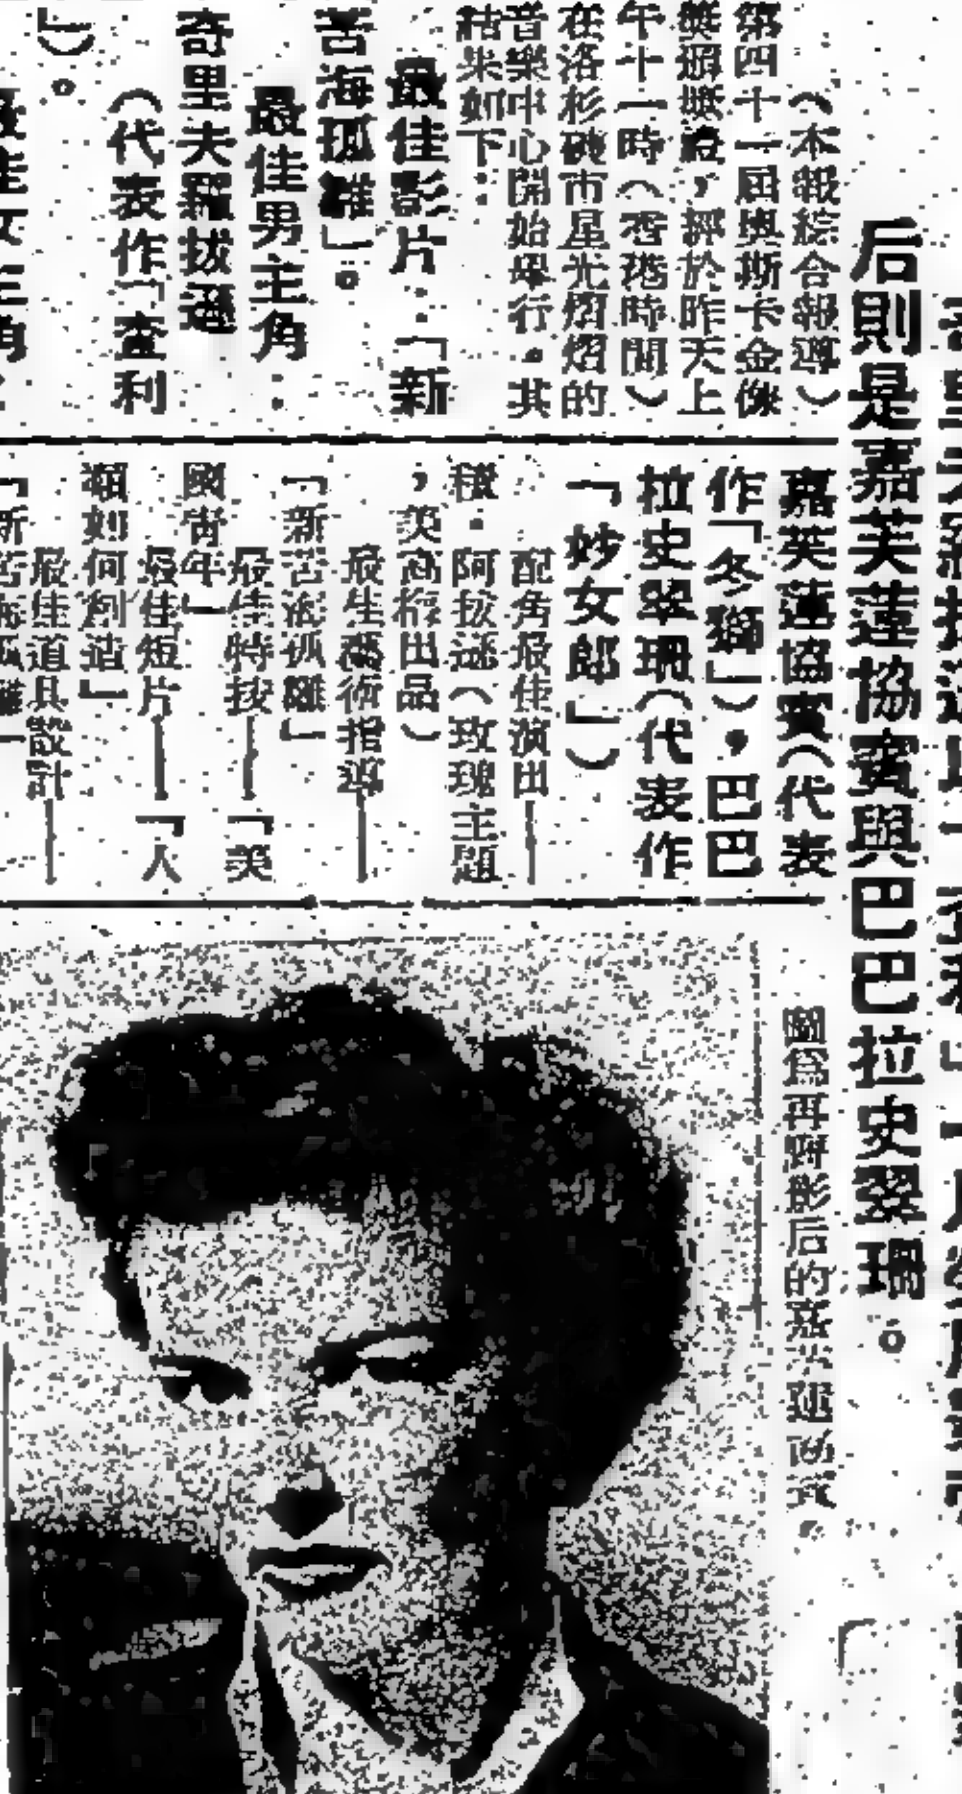 后則是嘉芙蓮協賓與巴巴拉史翠珊。
（本報綜合報導）
第四十一屆奧斯卡金像
獎頒獎禮，經於昨天上
午十一時（香港時間）
在洛杉磯市星光熠熠的
音樂中心開始舉行。其
結果如下：
最佳影片：「新
苦海孤雛」。
最佳男主角：
奇里夫羅拔遜
（代表作「查利
」）。
嘉芙蓮協賓（代表
作「冬獅」），巴巴
拉史翠珊（代表作
「妙女郎」）
配角最佳演出——
阿拔遜（玫瑰主題
，美高梅出品）
最佳藝術指導——
「新苦海孤雛」
最佳特技——「美
國青年」
最佳短片——「人
類如何創造」
最佳道具設計——
圖為再膺影后的嘉芙蓮協賓。